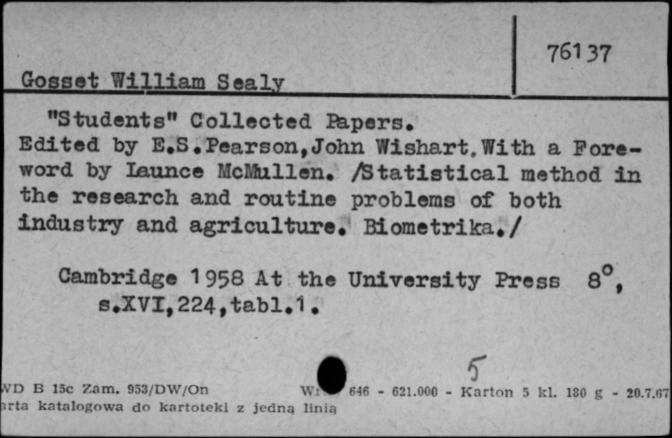 76137
Gosset William Sealy
"Students" Collected Papers.
Edited by E.S.Pearson,John Wishart.With a Fore-
word by Launce McMullen. /Statistical method in
the research and routine problems of both
industry and agriculture. Biometrika./
Cambridge 1958 At the University Press 8°,
s.XVI,224,tabl.1.
5
WD B 15c Zam. 953/DW/On 646 - 621.000 - Karton 5 kl. 180 g - 20.7.67
arta katalogowa do kartoteki z jedną linią